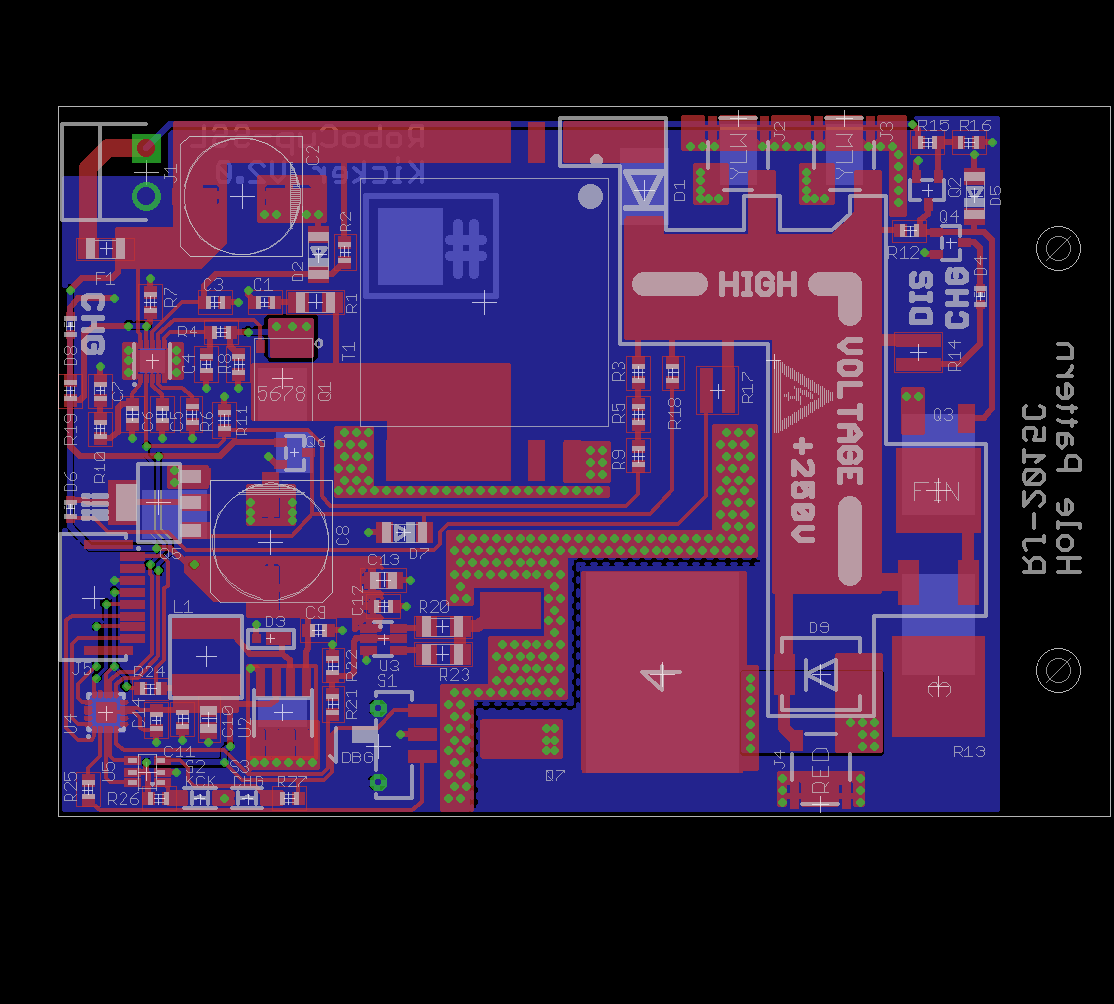 RoboCup SSL
Kicker V2.0
J1
C2
J2
J3
YLW
YLW
R15
R16
D1
Q2
D5
Q4
R12
D4
DIS
CHG
R2
D2
F1
R7
C3
C1
R1
CHG
D8
R4
C4
R8
T1
HIGH
VOLTAGE
+250V
R14
R3
R5
R18
R17
R9
5678
Q1
C7
R19
C6
C5
R6
R11
Q6
Q3
R10
D6
FIN
RJ-2015C
Hole Pattern
Q5
C8
D7
C13
C12
R20
L1
D3
C9
U3
R23
J5
R24
R22
S1
4
D9
3
U4
C14
C10
U2
R21
DBG
C11
U5
S2
S3
KCK
CHG
R25
R26
R27
Q7
J4
RED
R13